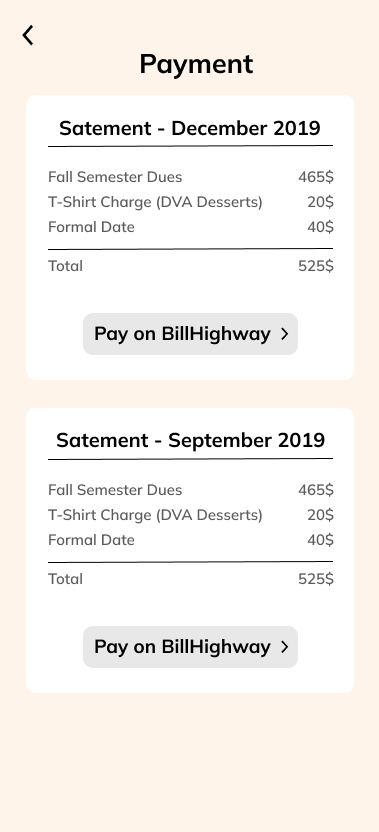 Payment
Satement - December 2019
Fall Semester Dues 465$
T-Shirt Charge (DVA Desserts) 20$
Formal Date 40$
Total 525$
Pay on BillHighway
Satement - September 2019
Fall Semester Dues 465$
T-Shirt Charge (DVA Desserts) 20$
Formal Date 40$
Total 525$
Pay on BillHighway